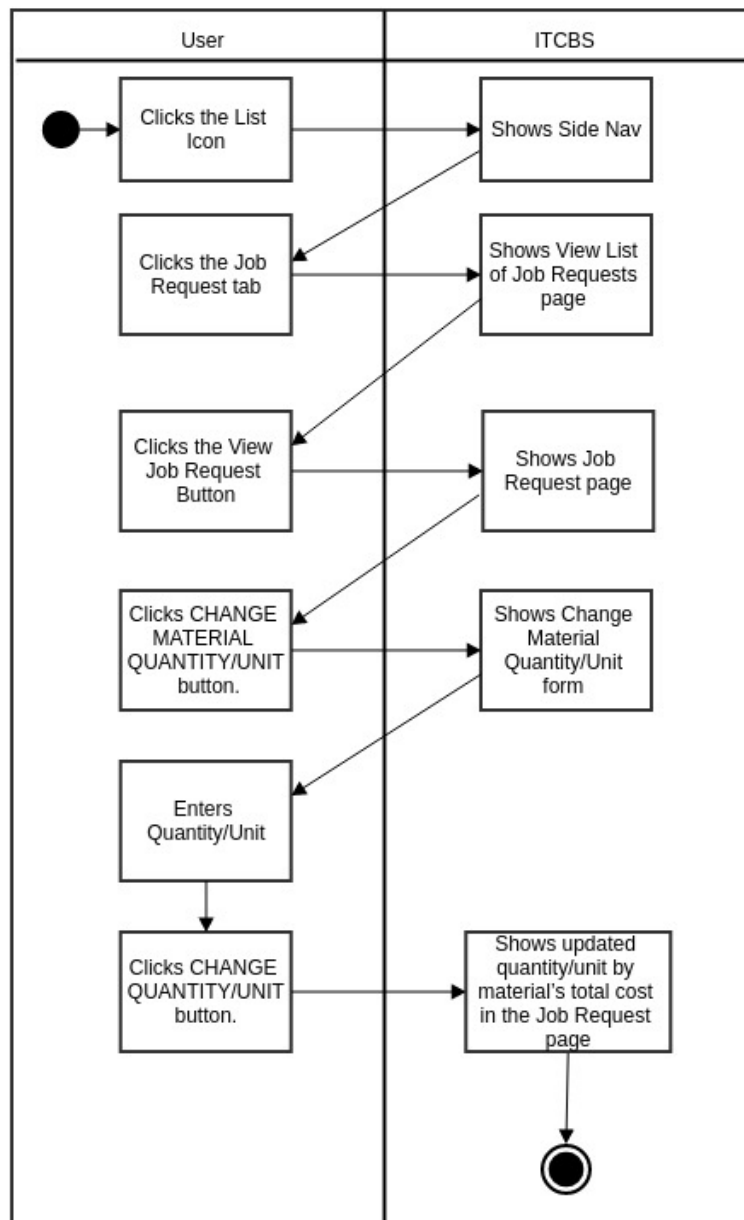 User
ITCBS
Clicks the List
Icon
Shows Side Nav
Clicks the Job
Request tab
Shows View List
of Job Requests
page
Clicks the View
Job Request
Button
Shows Job
Request page
Clicks CHANGE
MATERIAL
QUANTITY/UNIT
button.
Shows Change
Material
Quantity/Unit
form
Enters
Quantity/Unit
Clicks CHANGE
QUANTITY/UNIT
button.
Shows updated
quantity/unit by
material's total cost
in the Job Request
page